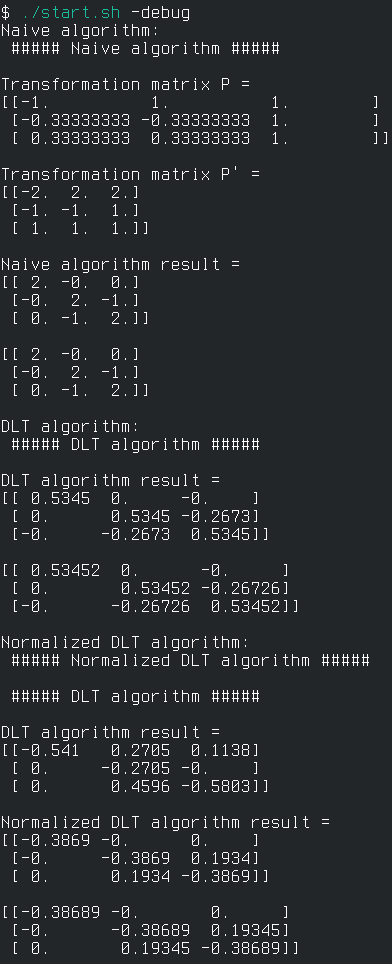 $ ./start.sh -debug
Naive algorithm:
 ##### Naive algorithm #####

Transformation matrix P =
[[-1.          1.          1.        ]
 [-0.33333333 -0.33333333  1.        ]
 [ 0.33333333  0.33333333  1.        ]]

Transformation matrix P' =
[[-2.  2.  2.]
 [-1. -1.  1.]
 [ 1.  1.  1.]]

Naive algorithm result =
[[ 2. -0.  0.]
 [-0.  2. -1.]
 [ 0. -1.  2.]]

[[ 2. -0.  0.]
 [-0.  2. -1.]
 [ 0. -1.  2.]]

DLT algorithm:
 ##### DLT algorithm #####

DLT algorithm result =
[[ 0.5345  0.     -0.    ]
 [ 0.      0.5345 -0.2673]
 [-0.     -0.2673  0.5345]]

[[ 0.53452  0.      -0.     ]
 [ 0.       0.53452 -0.26726]
 [-0.      -0.26726  0.53452]]

Normalized DLT algorithm:
 ##### Normalized DLT algorithm #####

 ##### DLT algorithm #####

DLT algorithm result =
[[-0.541   0.2705  0.1138]
 [ 0.     -0.2705 -0.    ]
 [ 0.      0.4596 -0.5803]]

Normalized DLT algorithm result =
[[-0.3869 -0.      0.    ]
 [-0.     -0.3869  0.1934]
 [ 0.      0.1934 -0.3869]]

[[-0.38689 -0.       0.     ]
 [-0.      -0.38689  0.19345]
 [ 0.       0.19345 -0.38689]]